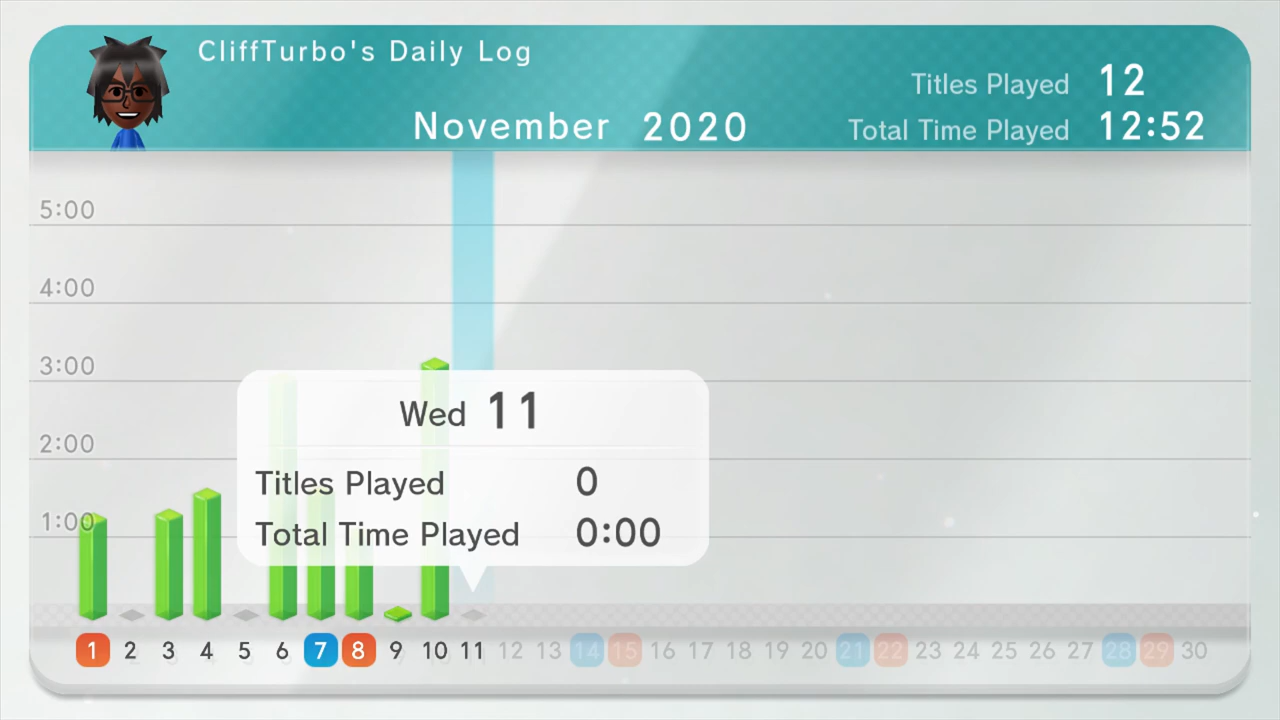 CliffTurbo's Daily Log
Titles Played 12
November 2020
Total Time Played 12:52
5:00
4:00
3:00
2:00
1:00
Wed 11
Titles Played 0
Total Time Played 0:00
1 2 3 4 5 6 7 8 9 10 11 12 13 14 15 16 17 18 19 20 21 22 23 24 25 26 27 28 29 30